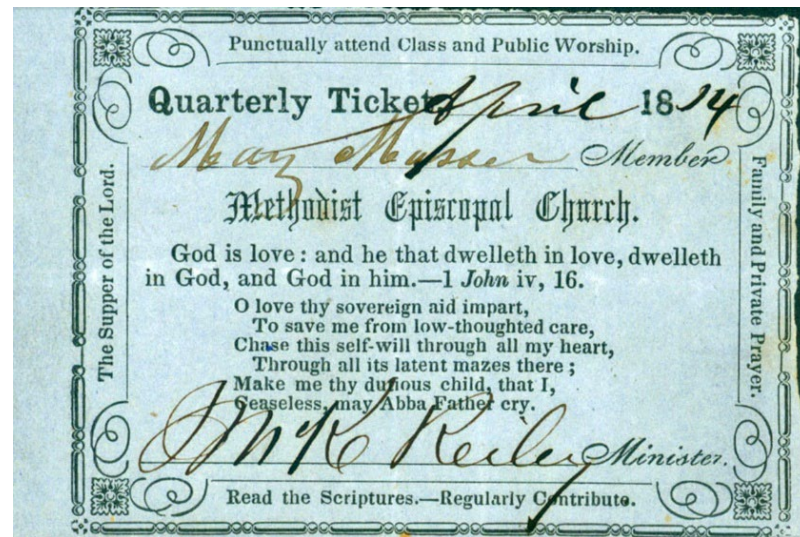 Punctually attend Class and Public Worship.
Quarterly Ticket April 18
Mary Musser Member
Methodist Episcopal Church.
God is love: and he that dwelleth in love, dwelleth
in God, and God in him.—1 John iv, 16.
O love thy sovereign aid impart,
To save me from low-thoughted care,
Chase this self-will through all my heart,
Through all its latent mazes there;
Make me thy duteous child, that I,
Ceaseless, may Abba Father cry.
Minister.
Read the Scriptures.—Regularly Contribute.
The Supper of the Lord.
Family and Private Prayer.